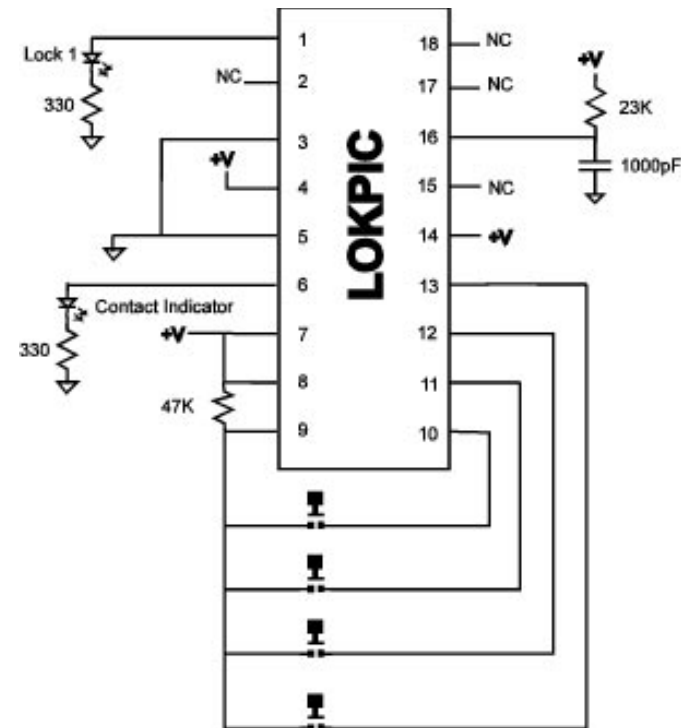 1
18
NC
Lock 1
+V
NC
2
17
NC
330
23K
3
16
+V
1000pF
4
15
NC
LOKPIC
5
14
+V
6
13
Contact Indicator
+V
7
12
330
8
11
47K
9
10